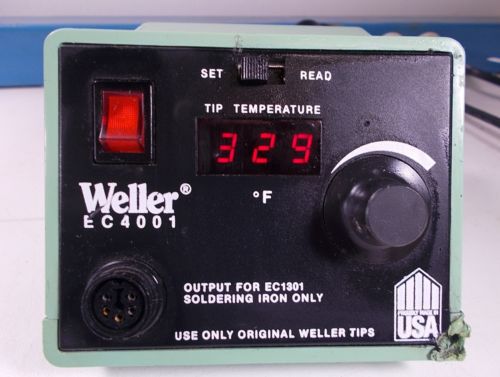 SET READ
TIP TEMPERATURE
329
°F
Weller®
EC4001
OUTPUT FOR EC1301
SOLDERING IRON ONLY
PROUDLY MADE IN
USA
USE ONLY ORIGINAL WELLER TIPS